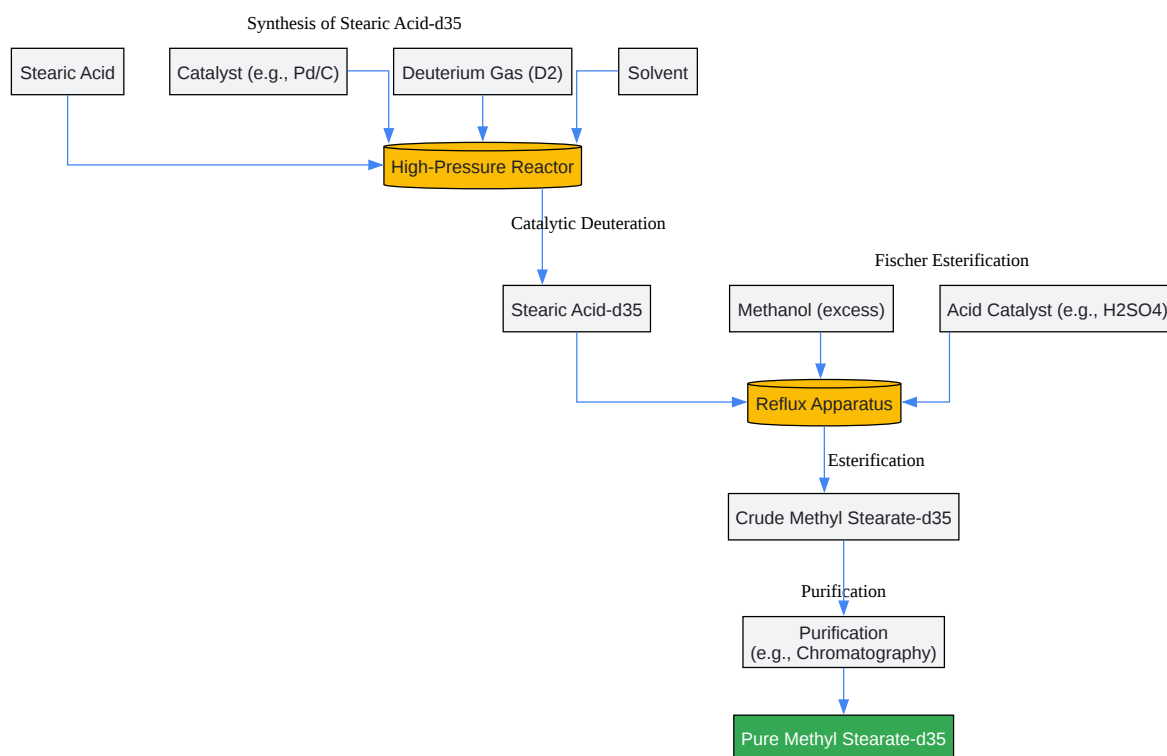 Synthesis of Stearic Acid-d35
Stearic Acid
Catalyst (e.g., Pd/C)
Deuterium Gas (D2)
Solvent
High-Pressure Reactor
Catalytic Deuteration
Fischer Esterification
Stearic Acid-d35
Methanol (excess)
Acid Catalyst (e.g., H2SO4)
Reflux Apparatus
Esterification
Crude Methyl Stearate-d35
Purification
Purification
(e.g., Chromatography)
Pure Methyl Stearate-d35